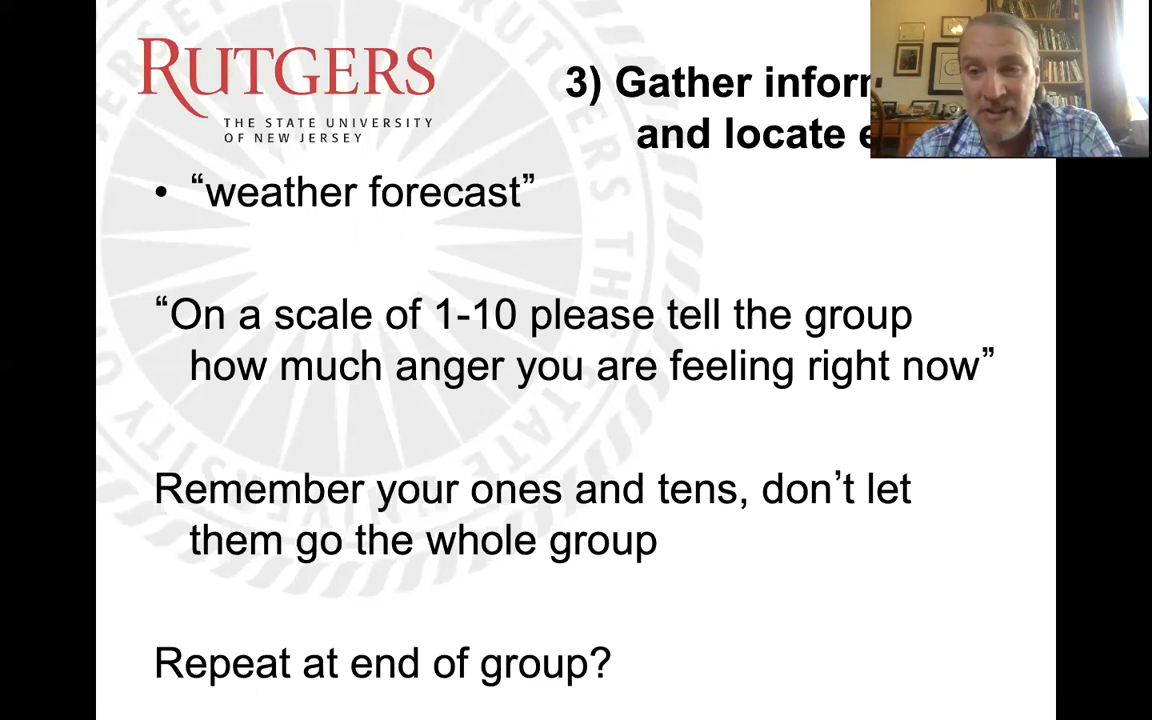 RUTGERS
THE STATE UNIVERSITY
OF NEW JERSEY
3) Gather
and locate
• “weather forecast”
“On a scale of 1-10 please tell the group
how much anger you are feeling right now”
Remember your ones and tens, don’t let
them go the whole group
Repeat at end of group?